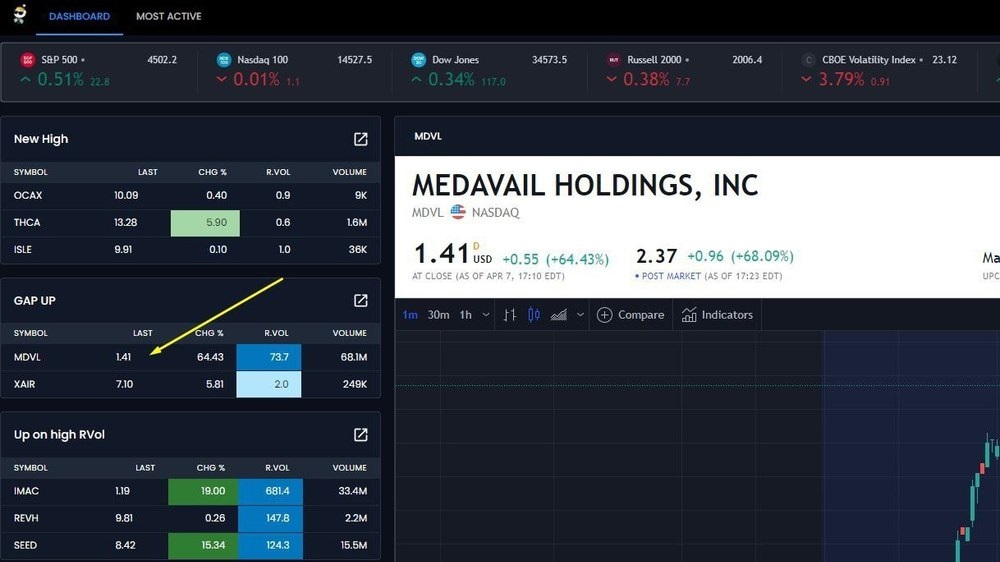 DASHBOARD MOST ACTIVE
S&P 500 4502.2 Nasdaq 100 14527.5 Dow Jones 34573.5 Russell 2000 2006.4 CBOE Volatility Index 23.12
0.51% 22.8 0.01% 1.1 0.34% 117.0 0.38% 7.7 3.79% 0.91
New High
SYMBOL LAST CHG % R.VOL VOLUME
OCAX 10.09 0.40 0.9 9K
THCA 13.28 5.90 0.6 1.6M
ISLE 9.91 0.10 1.0 36K
GAP UP
SYMBOL LAST CHG % R.VOL VOLUME
MDVL 1.41 64.43 73.7 68.1M
XAIR 7.10 5.81 2.0 249K
Up on high RVol
SYMBOL LAST CHG % R.VOL VOLUME
IMAC 1.19 19.00 681.4 33.4M
REVH 9.81 0.26 147.8 2.2M
SEED 8.42 15.34 124.3 15.5M
MDVL
MEDAVAIL HOLDINGS, INC
MDVL NASDAQ
1.41 D USD +0.55 (+64.43%) 2.37 +0.96 (+68.09%) Ma
AT CLOSE (AS OF APR 7, 17:10 EDT) POST MARKET (AS OF 17:23 EDT) UPC
1m 30m 1h Compare Indicators